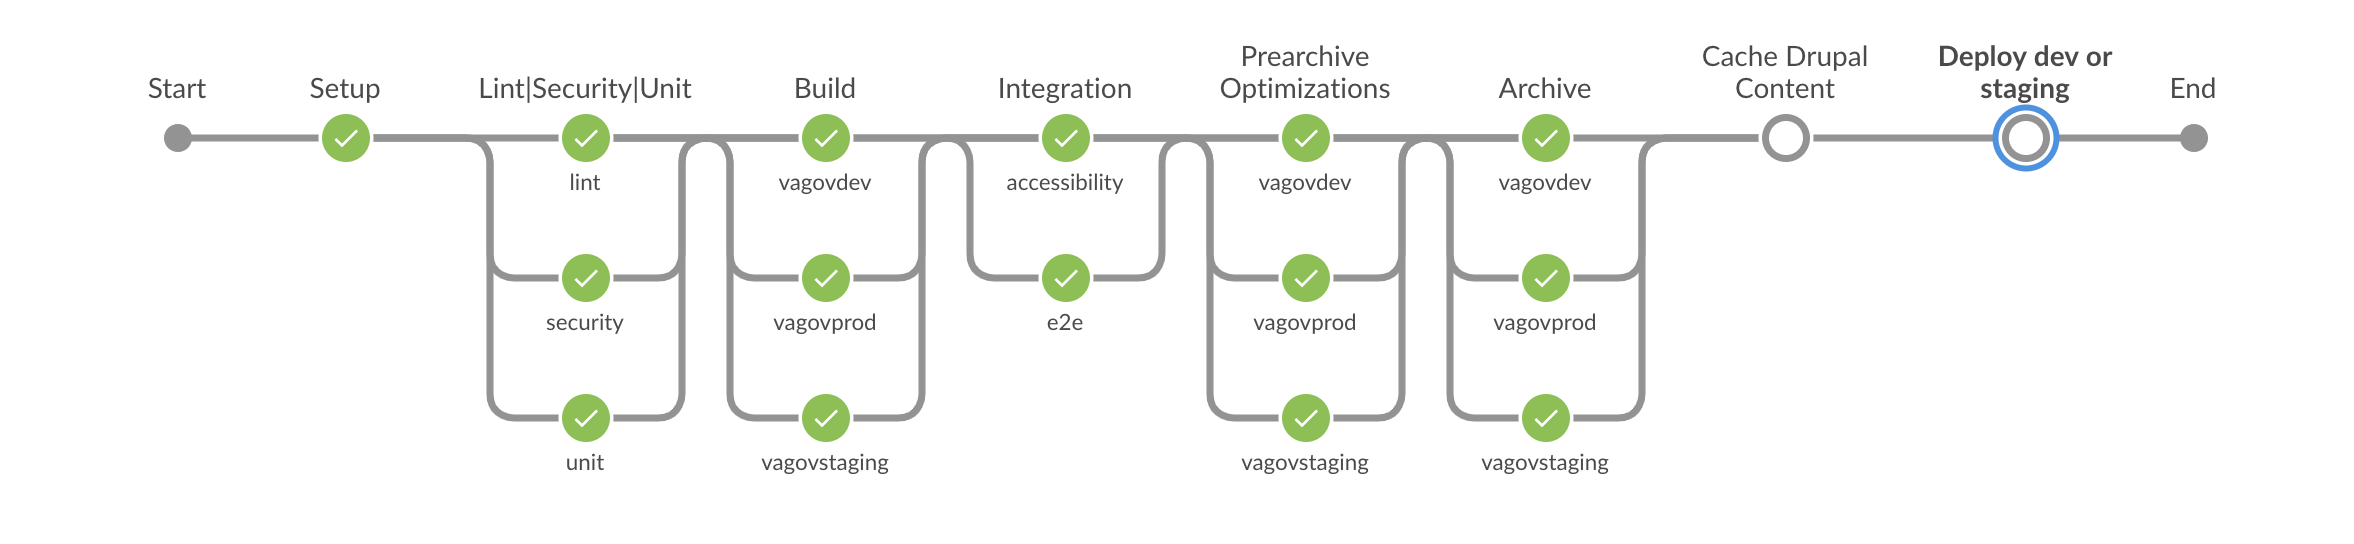 Start
Setup
Lint|Security|Unit
Build
Integration
Prearchive
Optimizations
Archive
Cache Drupal
Content
Deploy dev or
staging
End
lint
vagovdev
accessibility
vagovdev
vagovdev
security
vagovprod
e2e
vagovprod
vagovprod
unit
vagovstaging
vagovstaging
vagovstaging